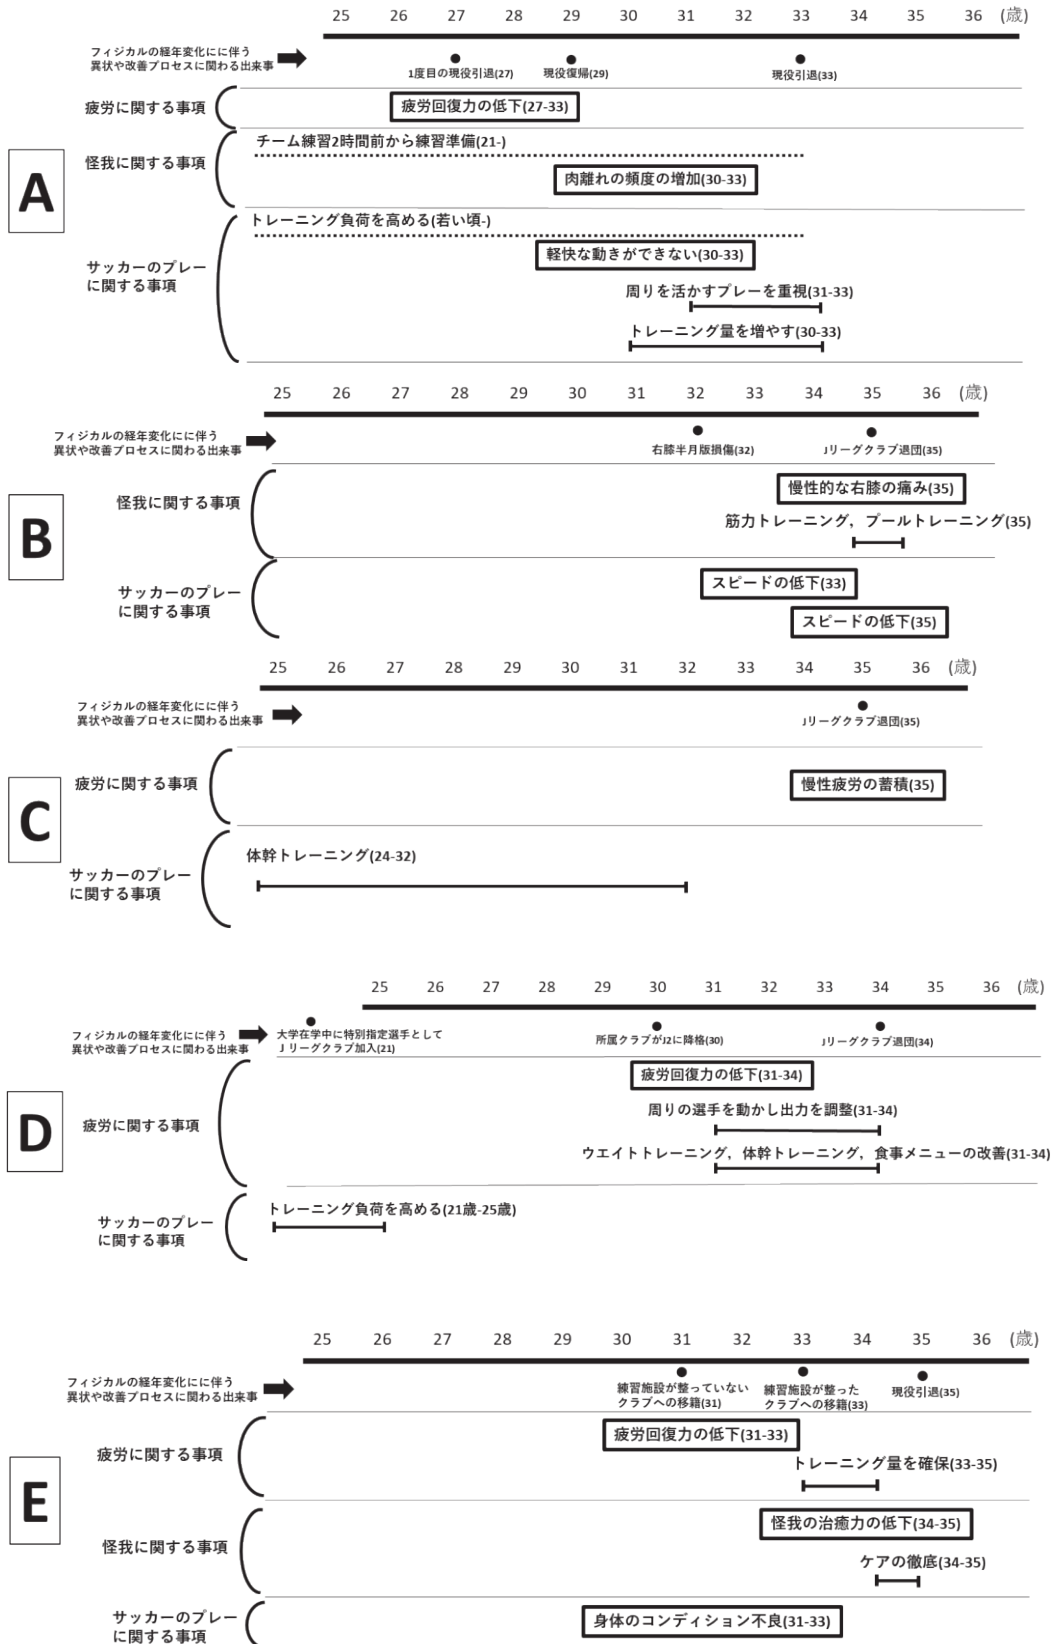 25 26 27 28 29 30 31 32 33 34 35 36 (歳)
フィジカルの経年変化にに伴う
異状や改善プロセスに関わる出来事
1度目の現役引退(27)
現役復帰(29)
現役引退(33)
疲労に関する事項
疲労回復力の低下(27-33)
A
怪我に関する事項
チーム練習2時間前から練習準備(21-)
肉離れの頻度の増加(30-33)
サッカーのプレー
に関する事項
トレーニング負荷を高める(若い頃-)
軽快な動きができない(30-33)
周りを活かすプレーを重視(31-33)
トレーニング量を増やす(30-33)
25 26 27 28 29 30 31 32 33 34 35 36 (歳)
フィジカルの経年変化にに伴う
異状や改善プロセスに関わる出来事
右膝半月版損傷(32)
Jリーグクラブ退団(35)
B
怪我に関する事項
慢性的な右膝の痛み(35)
筋力トレーニング，プールトレーニング(35)
サッカーのプレー
に関する事項
スピードの低下(33)
スピードの低下(35)
25 26 27 28 29 30 31 32 33 34 35 36 (歳)
フィジカルの経年変化にに伴う
異状や改善プロセスに関わる出来事
Jリーグクラブ退団(35)
C
疲労に関する事項
慢性疲労の蓄積(35)
サッカーのプレー
に関する事項
体幹トレーニング(24-32)
25 26 27 28 29 30 31 32 33 34 35 36 (歳)
フィジカルの経年変化にに伴う
異状や改善プロセスに関わる出来事
大学在学中に特別指定選手として
Jリーグクラブ加入(21)
所属クラブがJ2に降格(30)
Jリーグクラブ退団(34)
D
疲労に関する事項
疲労回復力の低下(31-34)
周りの選手を動かし出力を調整(31-34)
ウエイトトレーニング，体幹トレーニング，食事メニューの改善(31-34)
サッカーのプレー
に関する事項
トレーニング負荷を高める(21歳-25歳)
25 26 27 28 29 30 31 32 33 34 35 36 (歳)
フィジカルの経年変化にに伴う
異状や改善プロセスに関わる出来事
練習施設が整っていない
クラブへの移籍(31)
練習施設が整った
クラブへの移籍(33)
現役引退(35)
E
疲労に関する事項
疲労回復力の低下(31-33)
トレーニング量を確保(33-35)
怪我に関する事項
怪我の治癒力の低下(34-35)
ケアの徹底(34-35)
サッカーのプレー
に関する事項
身体のコンディション不良(31-33)